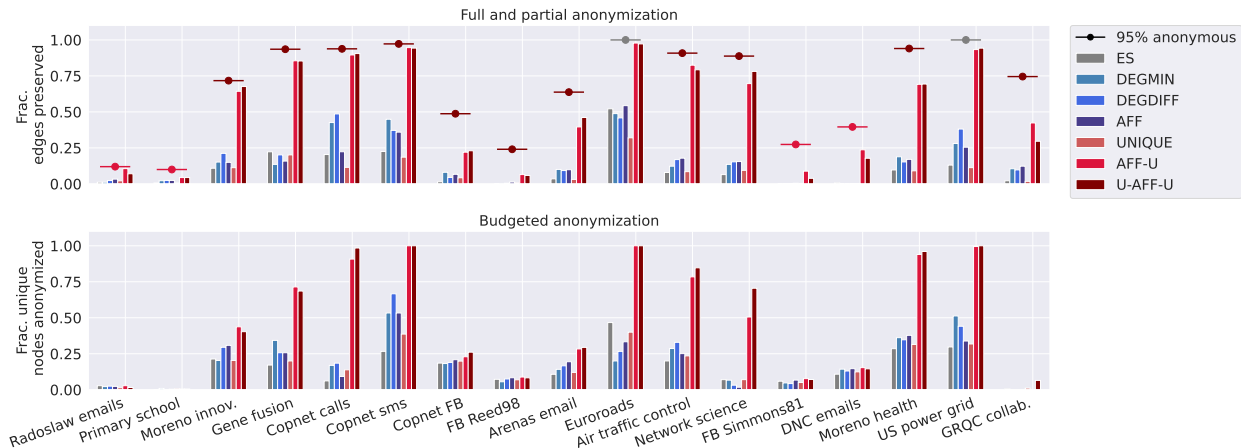 Full and partial anonymization
Frac.
edges preserved
1.00
0.75
0.50
0.25
0.00
95% anonymous
ES
DEGMIN
DEGDIFF
AFF
UNIQUE
AFF-U
U-AFF-U
Budgeted anonymization
Frac. unique
nodes anonymized
1.00
0.75
0.50
0.25
0.00
Radoslaw emails
Primary school
Moreno innov.
Gene fusion
Copnet calls
Copnet sms
Copnet FB
FB Reed98
Arenas email
Euroroads
Air traffic control
Network science
FB Simmons81
DNC emails
Moreno health
US power grid
GRQC collab.